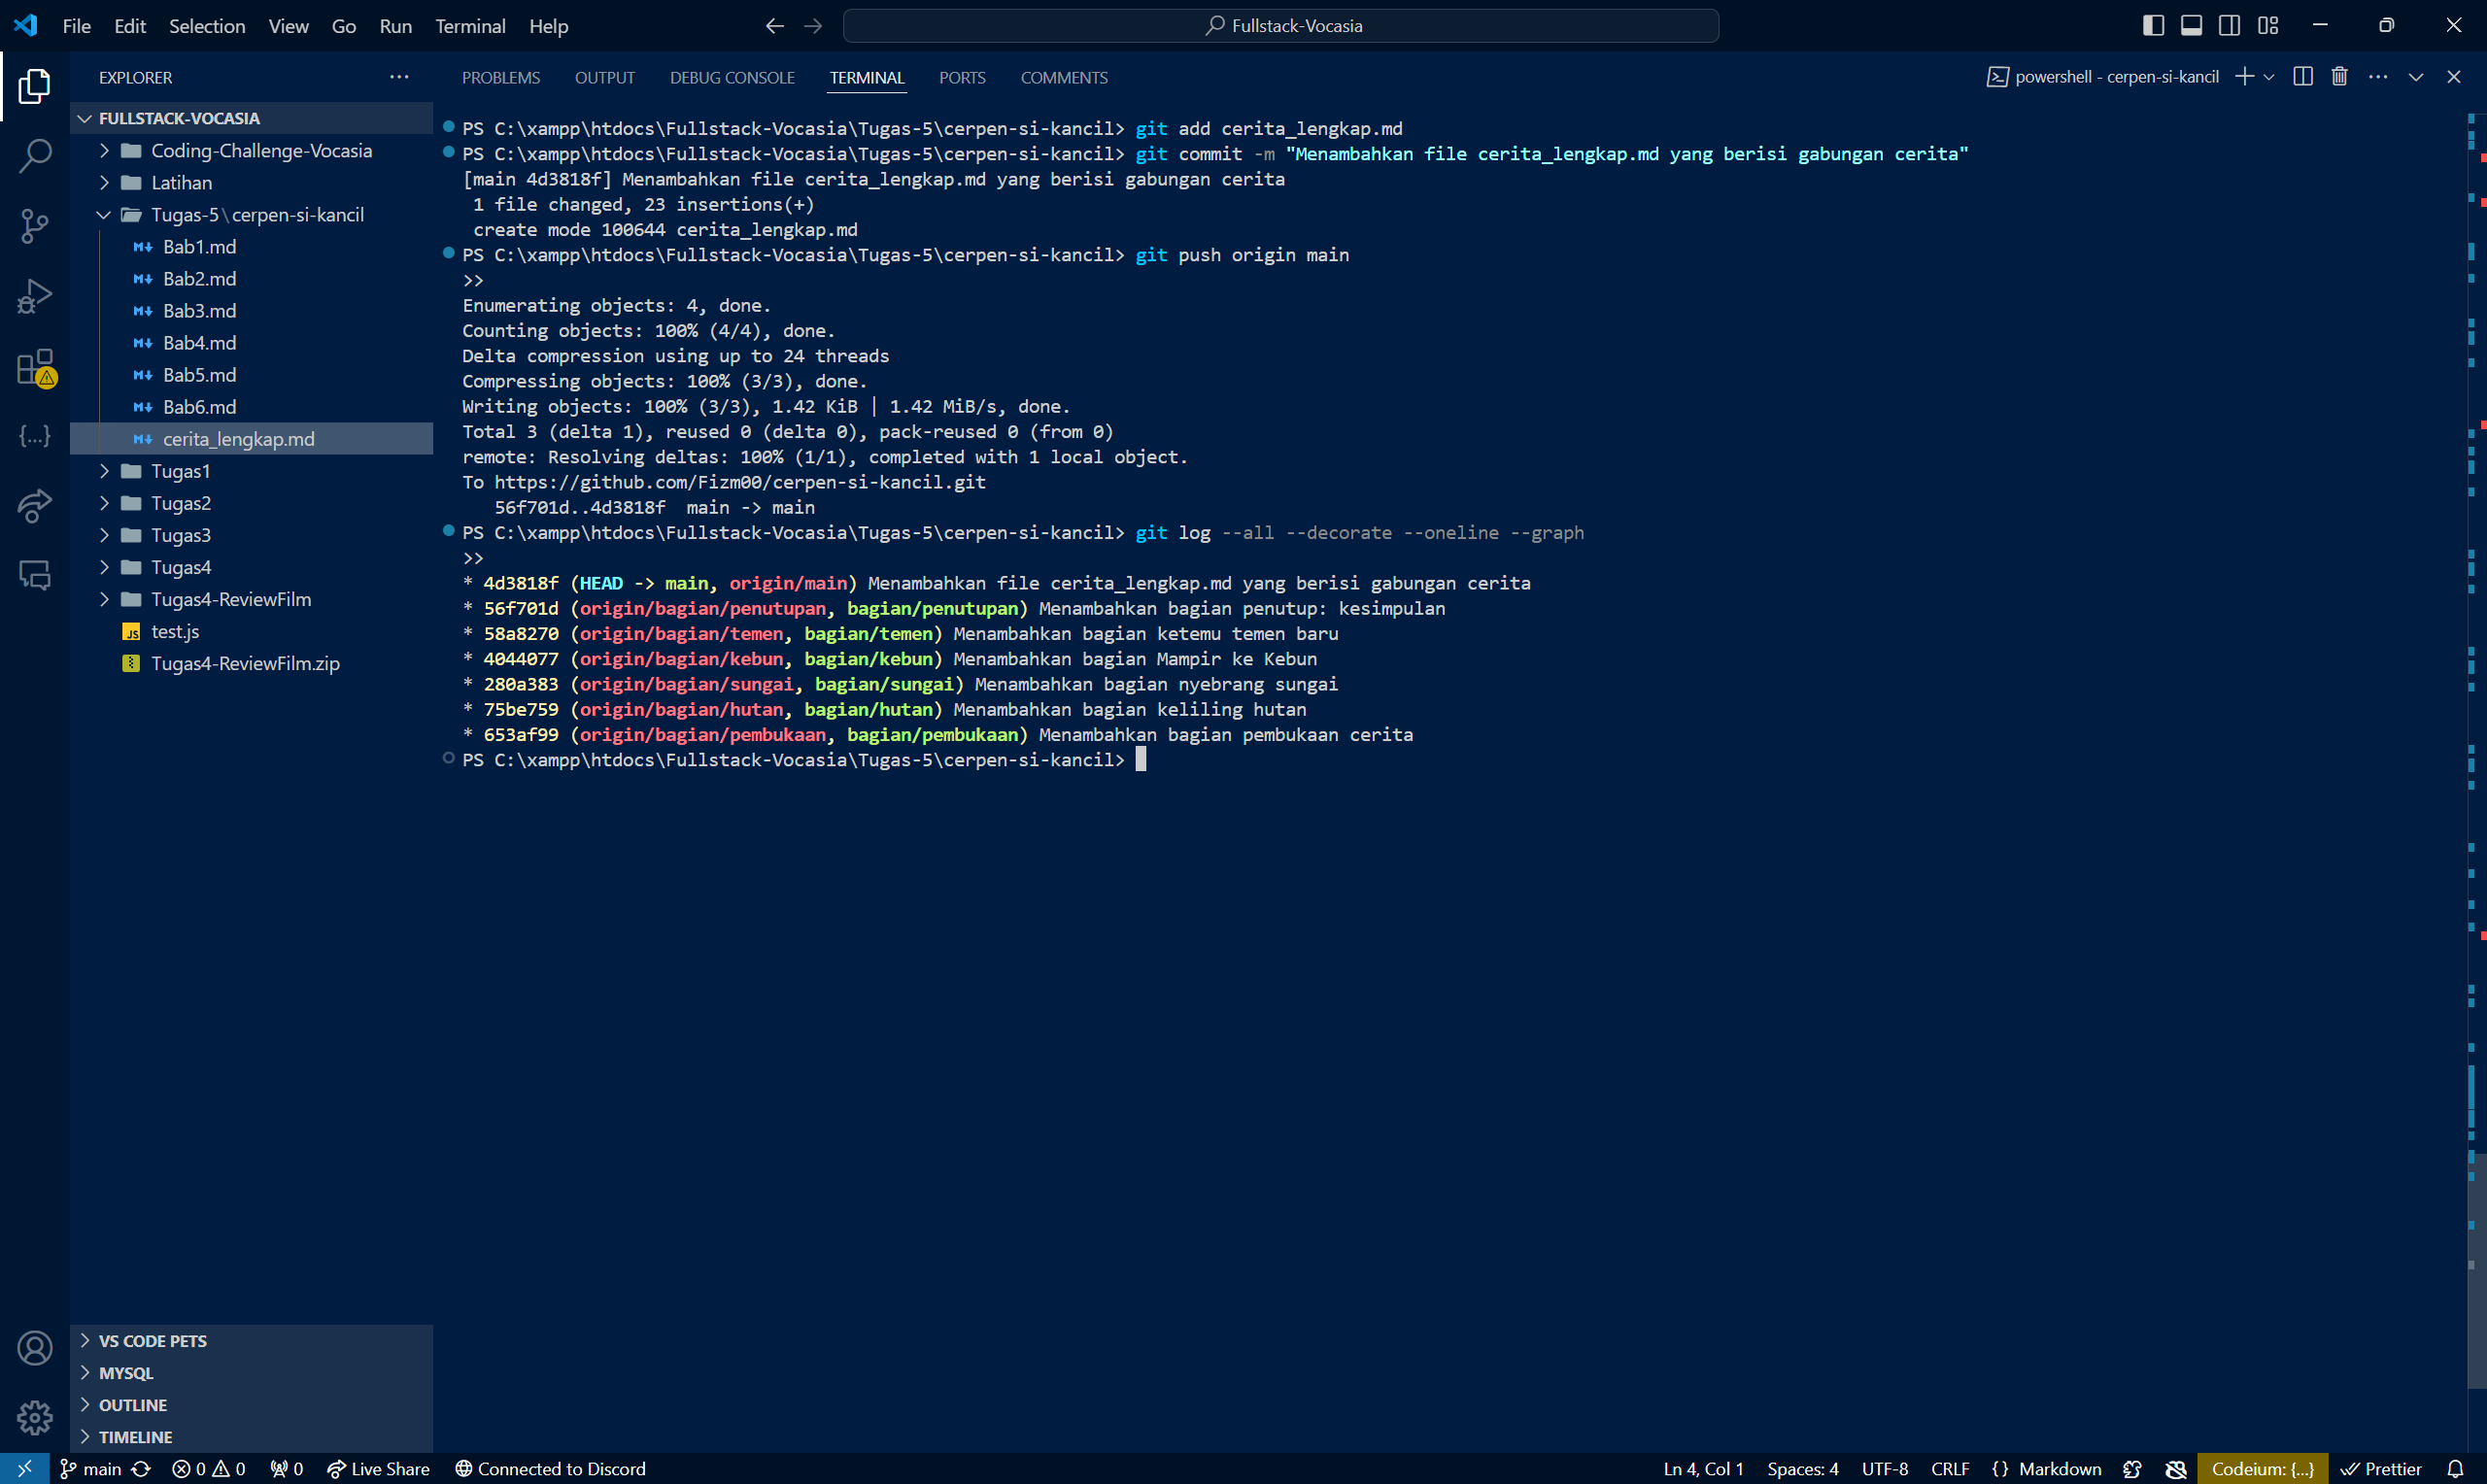 File Edit Selection View Go Run Terminal Help
Fullstack-Vocasia
EXPLORER
FULLSTACK-VOCASIA
Coding-Challenge-Vocasia
Latihan
Tugas-5\cerpen-si-kancil
Bab1.md
Bab2.md
Bab3.md
Bab4.md
Bab5.md
Bab6.md
cerita_lengkap.md
Tugas1
Tugas2
Tugas3
Tugas4
Tugas4-ReviewFilm
test.js
Tugas4-ReviewFilm.zip
VS CODE PETS
MYSQL
OUTLINE
TIMELINE
PROBLEMS OUTPUT DEBUG CONSOLE TERMINAL PORTS COMMENTS
powershell - cerpen-si-kancil
PS C:\xampp\htdocs\Fullstack-Vocasia\Tugas-5\cerpen-si-kancil> git add cerita_lengkap.md
PS C:\xampp\htdocs\Fullstack-Vocasia\Tugas-5\cerpen-si-kancil> git commit -m "Menambahkan file cerita_lengkap.md yang berisi gabungan cerita"
[main 4d3818f] Menambahkan file cerita_lengkap.md yang berisi gabungan cerita
1 file changed, 23 insertions(+)
create mode 100644 cerita_lengkap.md
PS C:\xampp\htdocs\Fullstack-Vocasia\Tugas-5\cerpen-si-kancil> git push origin main
>>
Enumerating objects: 4, done.
Counting objects: 100% (4/4), done.
Delta compression using up to 24 threads
Compressing objects: 100% (3/3), done.
Writing objects: 100% (3/3), 1.42 KiB | 1.42 MiB/s, done.
Total 3 (delta 1), reused 0 (delta 0), pack-reused 0 (from 0)
remote: Resolving deltas: 100% (1/1), completed with 1 local object.
To https://github.com/Fizm00/cerpen-si-kancil.git
56f701d..4d3818f  main -> main
PS C:\xampp\htdocs\Fullstack-Vocasia\Tugas-5\cerpen-si-kancil> git log --all --decorate --oneline --graph
>>
* 4d3818f (HEAD -> main, origin/main) Menambahkan file cerita_lengkap.md yang berisi gabungan cerita
* 56f701d (origin/bagian/penutupan, bagian/penutupan) Menambahkan bagian penutup: kesimpulan
* 58a8270 (origin/bagian/temen, bagian/temen) Menambahkan bagian ketemu temen baru
* 4044077 (origin/bagian/kebun, bagian/kebun) Menambahkan bagian Mampir ke Kebun
* 280a383 (origin/bagian/sungai, bagian/sungai) Menambahkan bagian nyebrang sungai
* 75be759 (origin/bagian/hutan, bagian/hutan) Menambahkan bagian keliling hutan
* 653af99 (origin/bagian/pembukaan, bagian/pembukaan) Menambahkan bagian pembukaan cerita
PS C:\xampp\htdocs\Fullstack-Vocasia\Tugas-5\cerpen-si-kancil>
main 0 0 0 Live Share Connected to Discord Ln 4, Col 1 Spaces: 4 UTF-8 CRLF {} Markdown Codeium: {...} Prettier